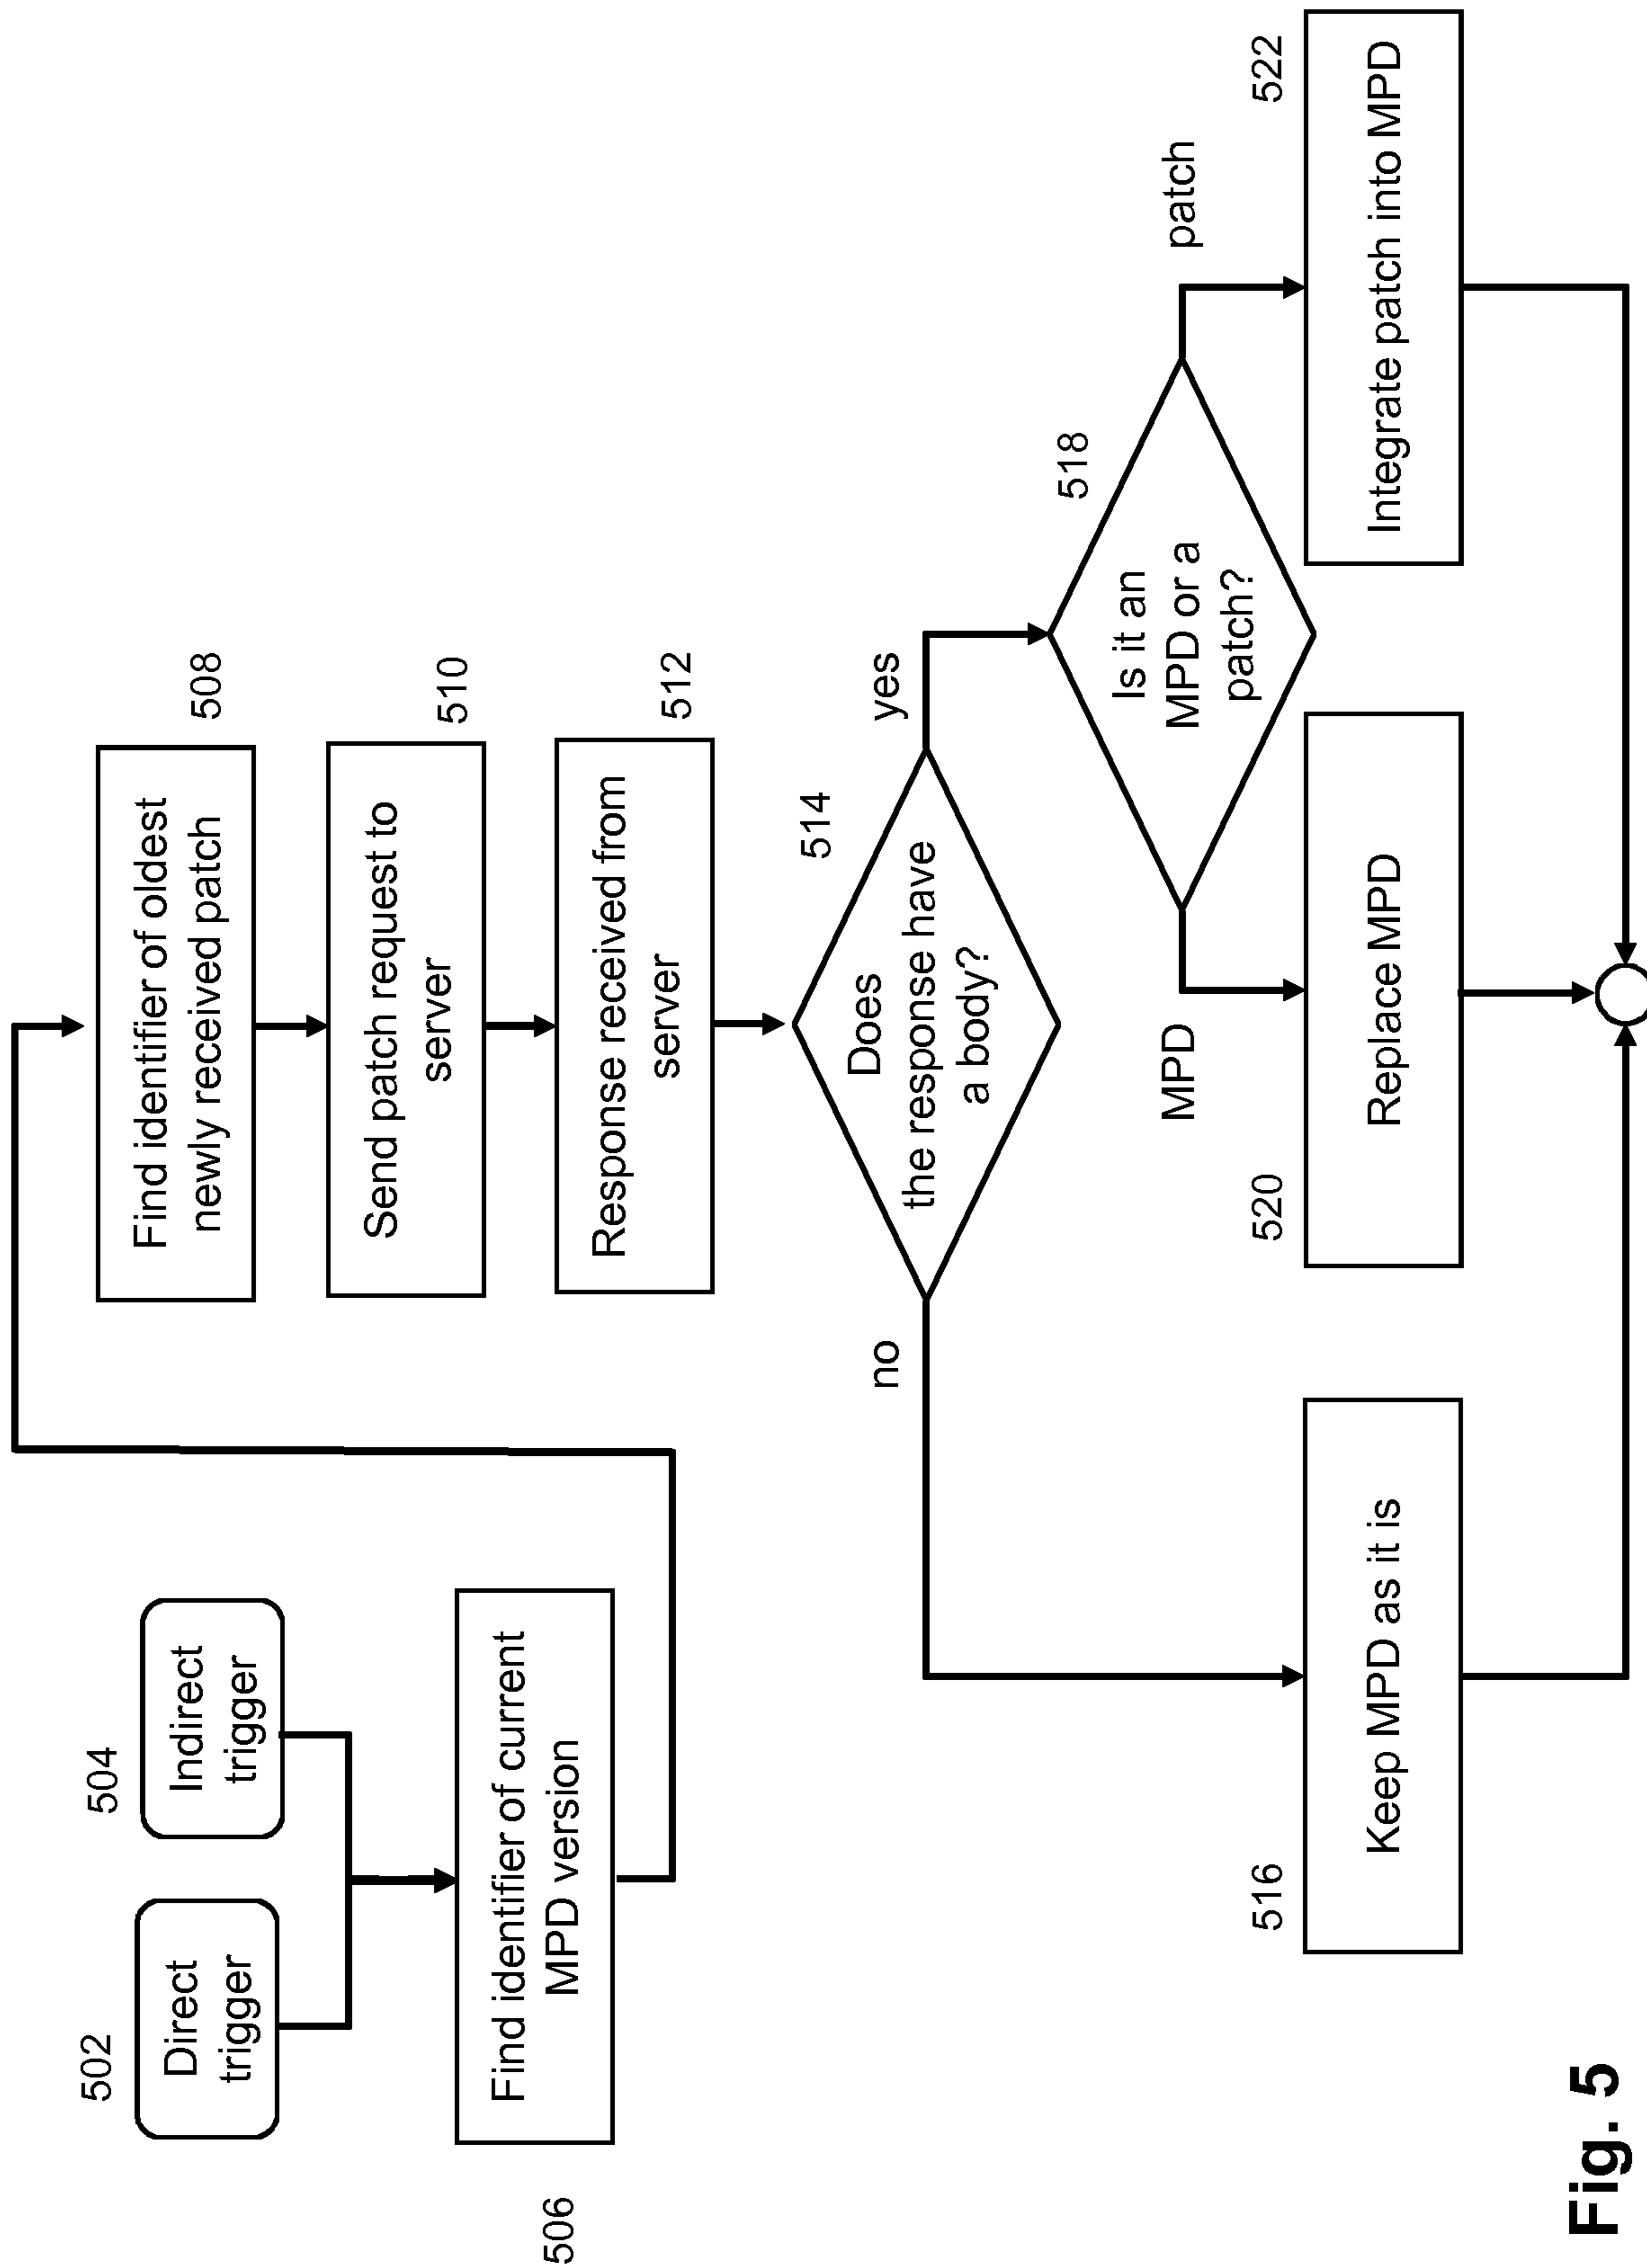 502
Direct
trigger
504
Indirect
trigger
506
Find identifier of current
MPD version
508
Find identifier of oldest
newly received patch
510
Send patch request to
server
512
Response received from
server
514
Does
the response have
a body?
no
yes
516
Keep MPD as it is
518
Is it an
MPD or a
patch?
MPD
patch
520
Replace MPD
522
Integrate patch into MPD
Fig. 5